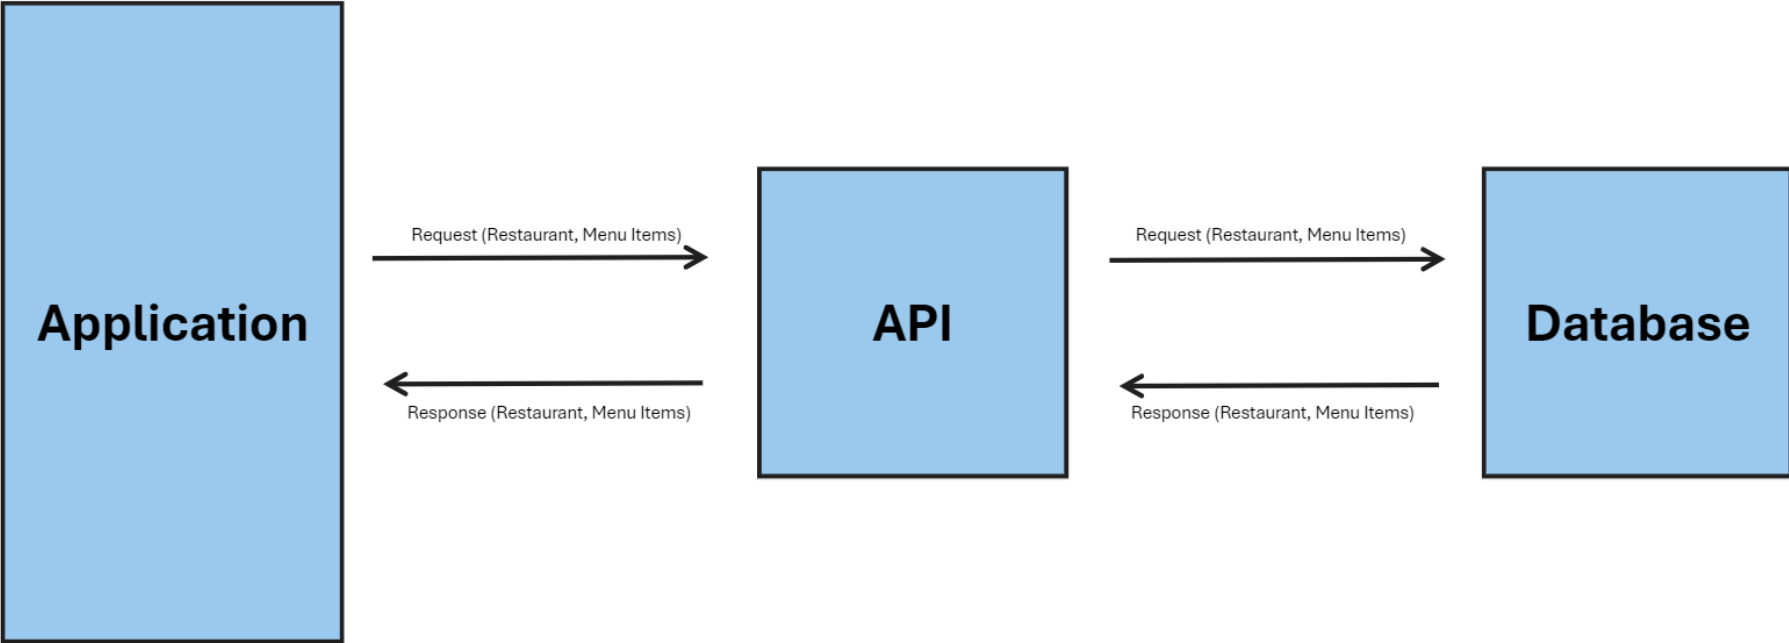 Request (Restaurant, Menu Items)
Request (Restaurant, Menu Items)
Application
API
Database
Response (Restaurant, Menu Items)
Response (Restaurant, Menu Items)